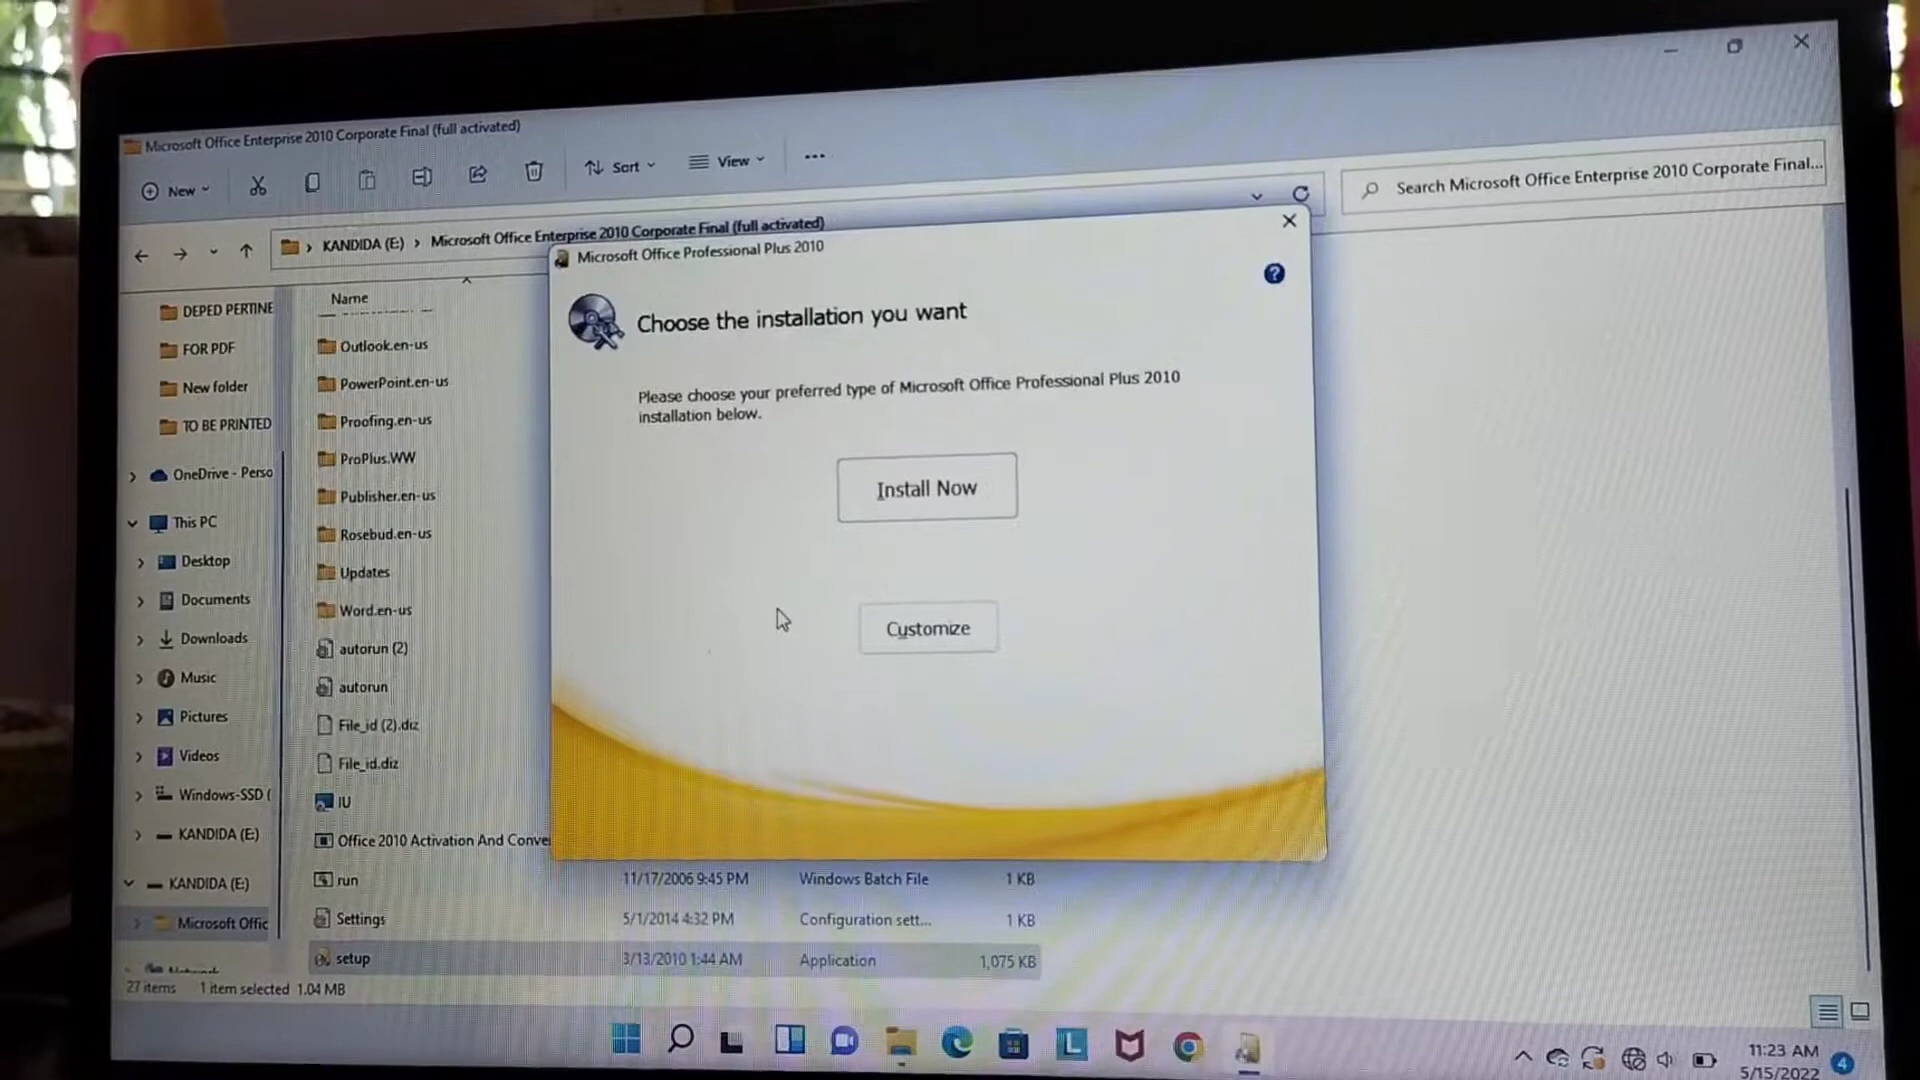 Microsoft Office Enterprise 2010 Corporate Final (full activated)
New
Sort
View
KANDIDA (E:) > Microsoft Office Enterprise 2010 Corporate Final (full activated)
Search Microsoft Office Enterprise 2010 Corporate Final...
DEPED PERTINE
FOR PDF
New folder
TO BE PRINTED
OneDrive - Perso
This PC
Desktop
Documents
Downloads
Music
Pictures
Videos
Windows-SSD (
KANDIDA (E:)
KANDIDA (E:)
Microsoft Offic
Network
Name
Outlook.en-us
PowerPoint.en-us
Proofing.en-us
ProPlus.WW
Publisher.en-us
Rosebud.en-us
Updates
Word.en-us
autorun (2)
autorun
File_id (2).diz
File_id.diz
IU
Office 2010 Activation And Conve
run 11/17/2006 9:45 PM Windows Batch File 1 KB
Settings 5/1/2014 4:32 PM Configuration sett... 1 KB
setup 3/13/2010 1:44 AM Application 1,075 KB
27 items 1 item selected 1.04 MB
Microsoft Office Professional Plus 2010
Choose the installation you want
Please choose your preferred type of Microsoft Office Professional Plus 2010
installation below.
Install Now
Customize
11:23 AM
5/15/2022
4